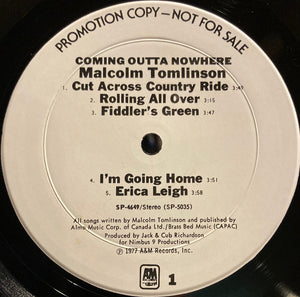 PROMOTION COPY—NOT FOR SALE
COMING OUTTA NOWHERE
Malcolm Tomlinson
1. Cut Across Country Ride 3:49
2. Rolling All Over 3:15
3. Fiddler's Green 3:47
4. I'm Going Home 3:51
5. Erica Leigh 3:58
SP-4649/Stereo (SP-5035)
All songs written by Malcolm Tomlinson and published by
Almo Music Corp. of Canada Ltd./Brass Bed Music (CAPAC)
Produced by Jack & Cub Richardson
for Nimbus 9 Productions
℗ 1977 A&M Records, Inc.
A&M
1